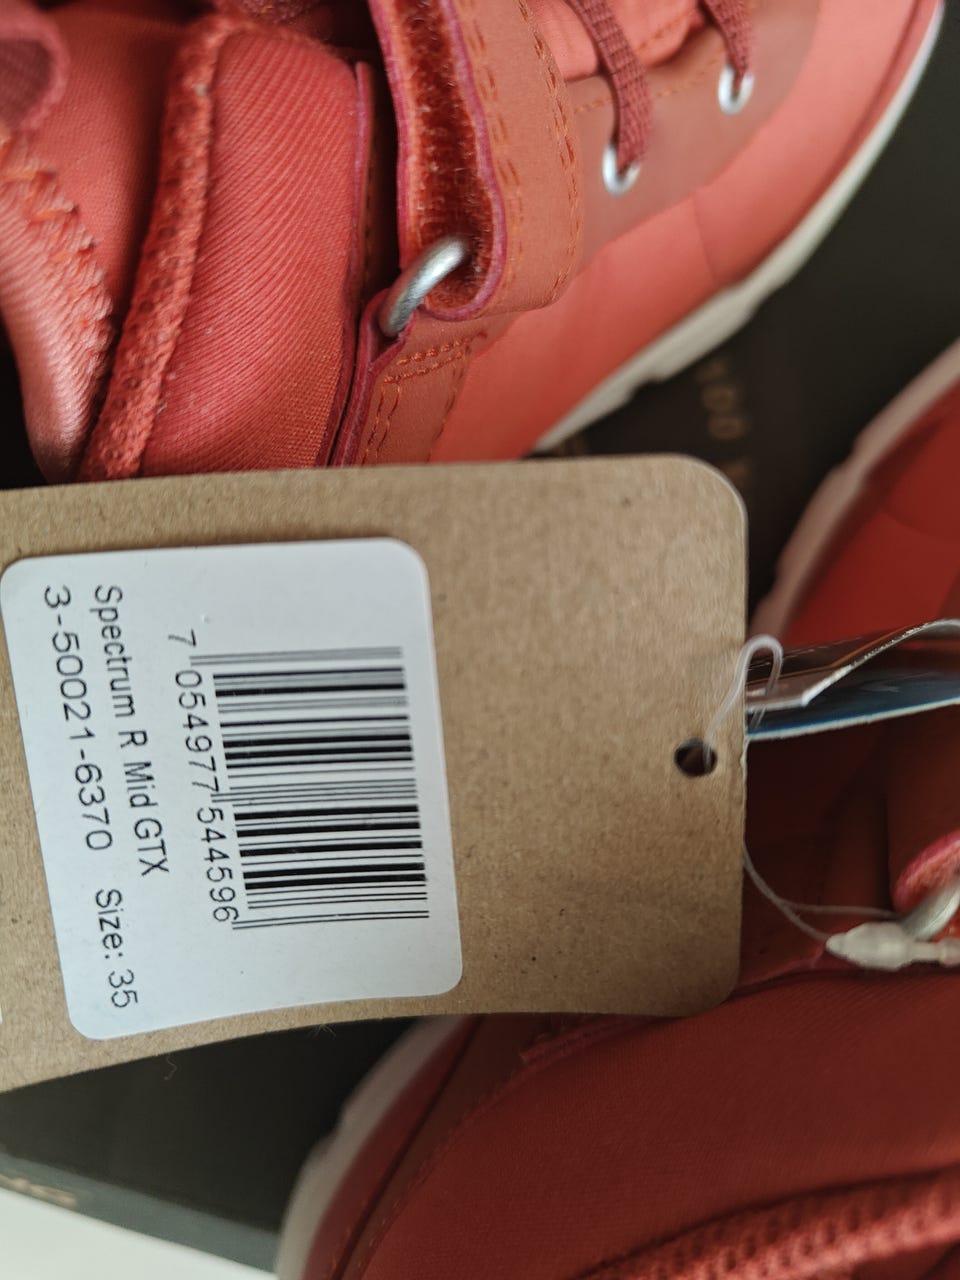 7 054977 544596
Spectrum R Mid GTX
3-50021-6370 Size: 35